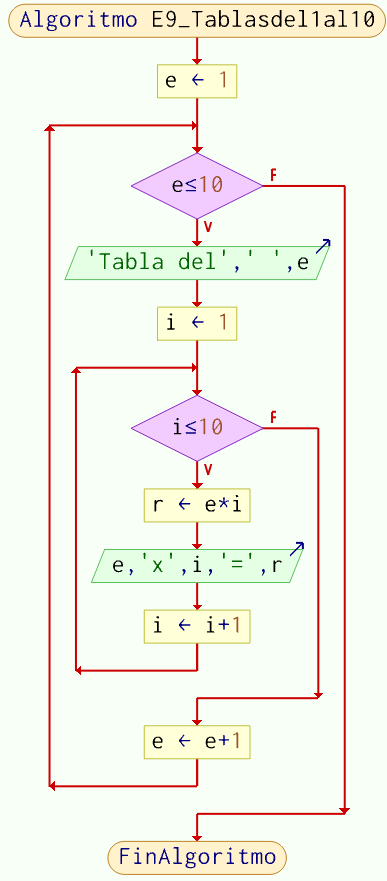 Algoritmo E9_Tablasdel1al10
e ← 1
e≤10
F
V
'Tabla del',' ',e
i ← 1
i≤10
F
V
r ← e*i
e,'x',i,'=',r
i ← i+1
e ← e+1
FinAlgoritmo